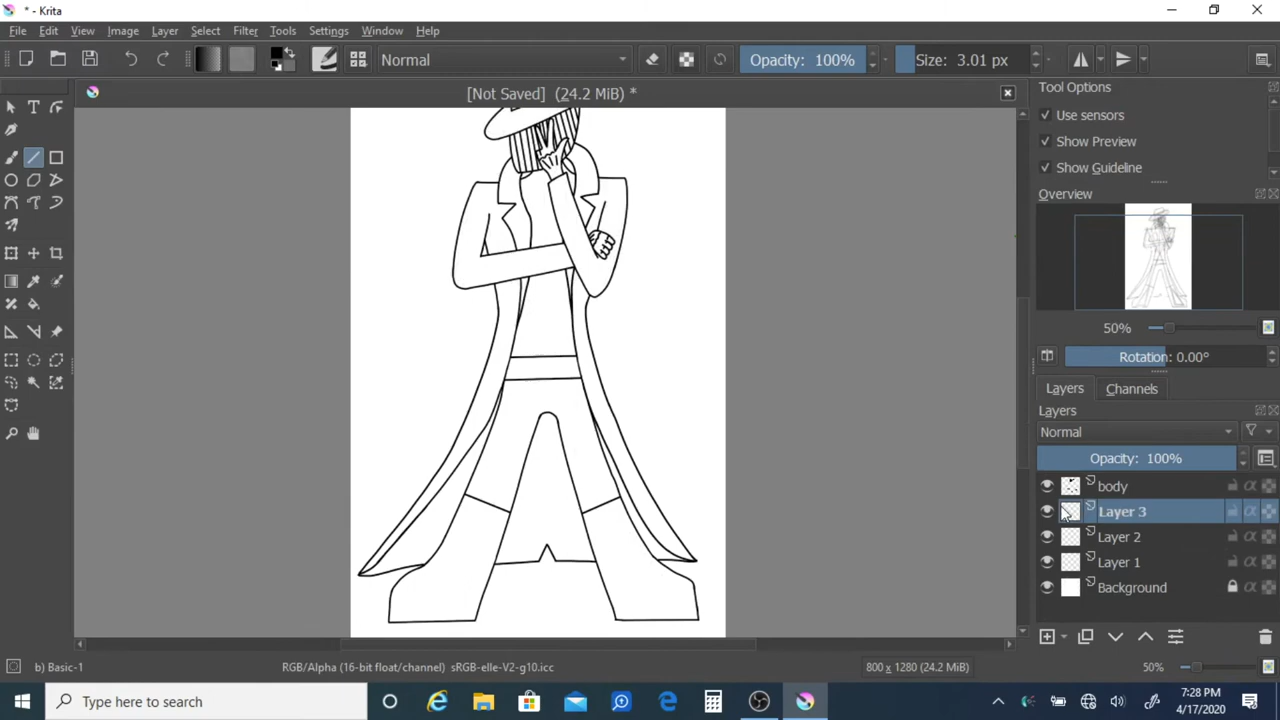 * - Krita
File Edit View Image Layer Select Filter Tools Settings Window Help
Normal Opacity: 100% Size: 3.01 px
[Not Saved] (24.2 MiB) *
Tool Options
Use sensors
Show Preview
Show Guideline
Overview
50%
Rotation: 0.00°
Layers Channels
Layers
Normal
Opacity: 100%
body
Layer 3
Layer 2
Layer 1
Background
b) Basic-1 RGB/Alpha (16-bit float/channel) sRGB-elle-V2-g10.icc 800 x 1280 (24.2 MiB) 50%
Type here to search
7:28 PM
4/17/2020